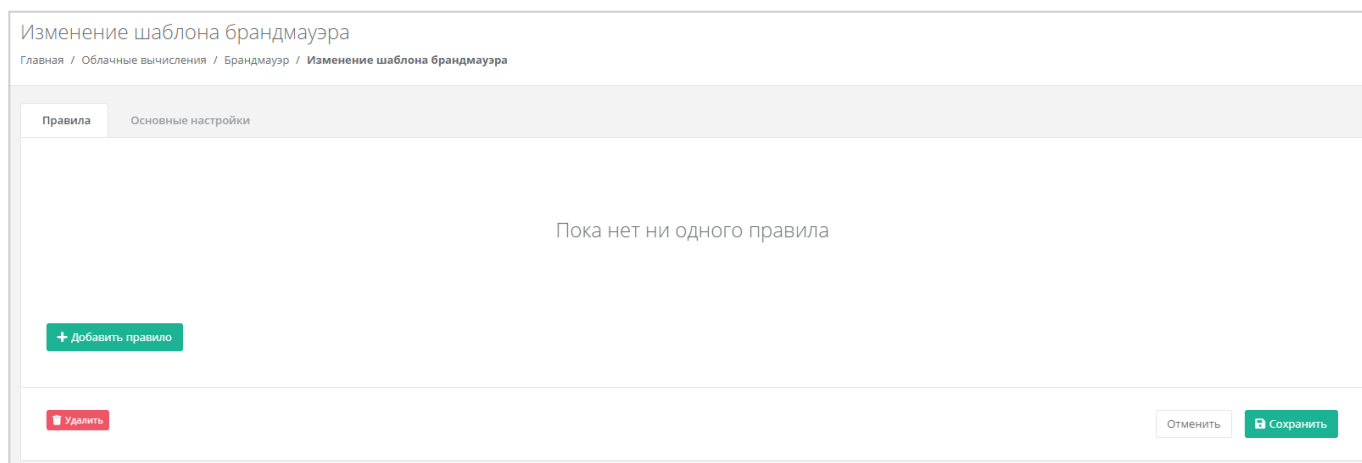 Изменение шаблона брандмауэра
Главная / Облачные вычисления / Брандмауэр / Изменение шаблона брандмауэра
Правила Основные настройки
Пока нет ни одного правила
+ Добавить правило
Удалить Отменить Сохранить